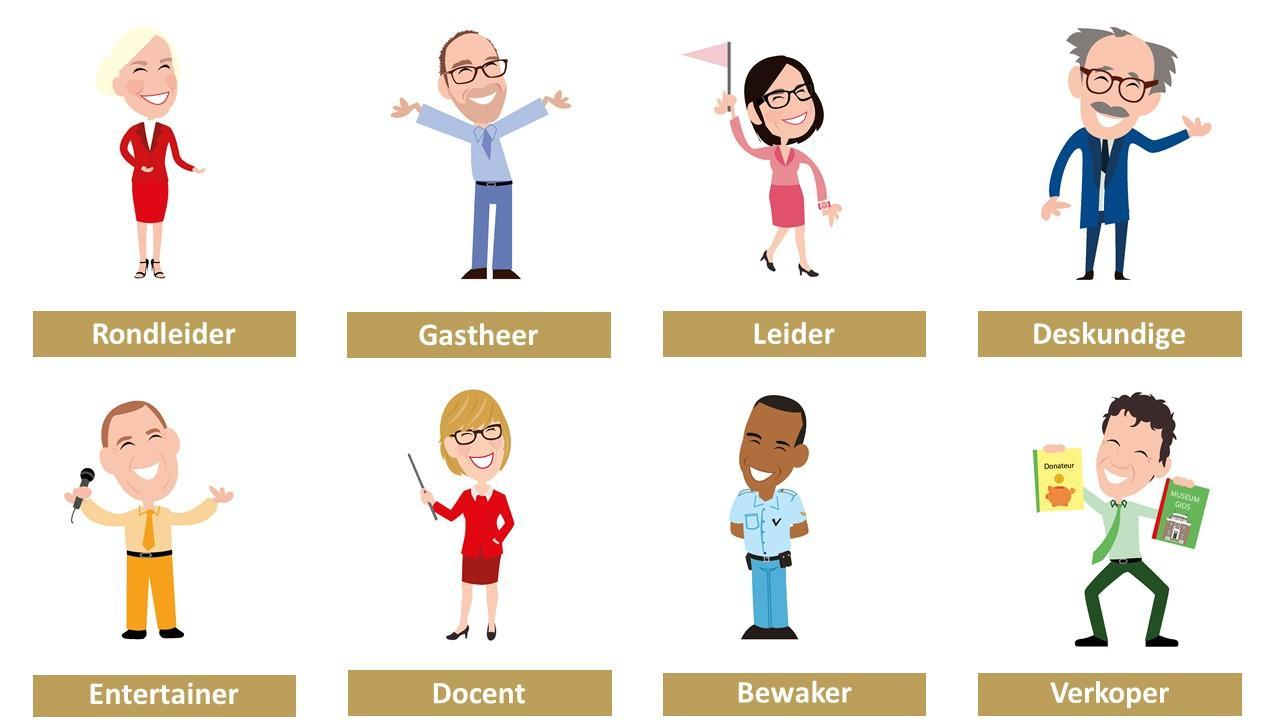 Rondleider
Gastheer
Leider
Deskundige
Donateur
MUSEUM
GIDS
Entertainer
Docent
Bewaker
Verkoper